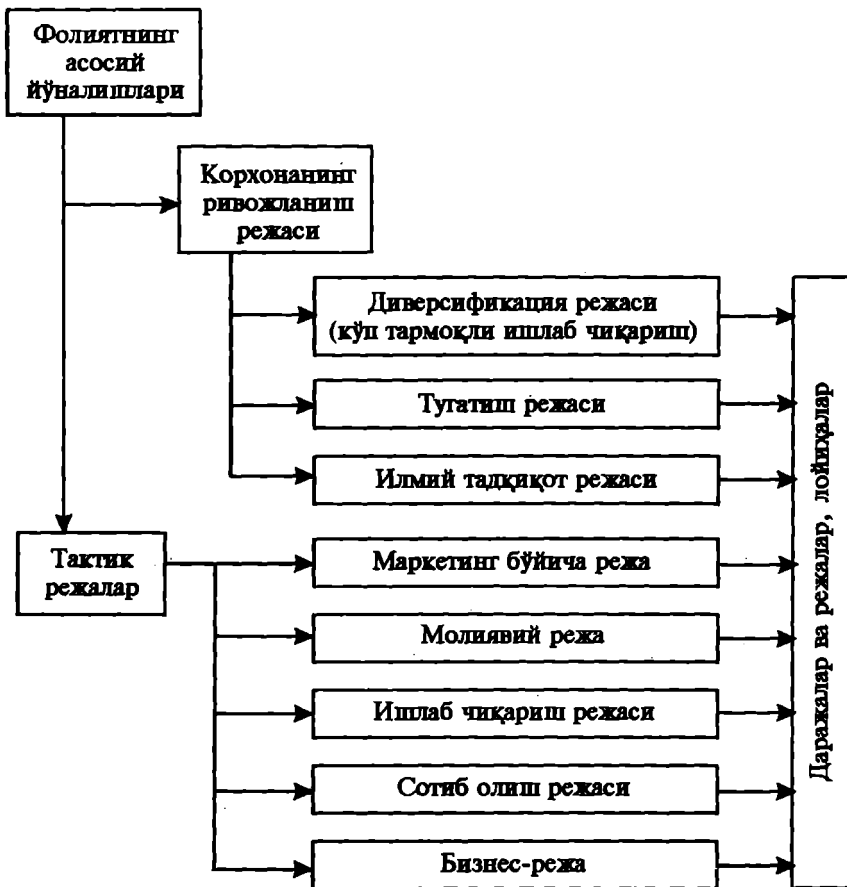 Фолиятнинг
асосий
йўналишлари
Корхонанинг
ривожланиш
режаси
Диверсификация режаси
(кўп тармоқли ишлаб чиқариш)
Тугатиш режаси
Илмий тадқиқот режаси
Тактик
режалар
Маркетинг бўйича режа
Молиявий режа
Ишлаб чиқариш режаси
Сотиб олиш режаси
Бизнес-режа
Даражалар ва режалар, лойиҳалар